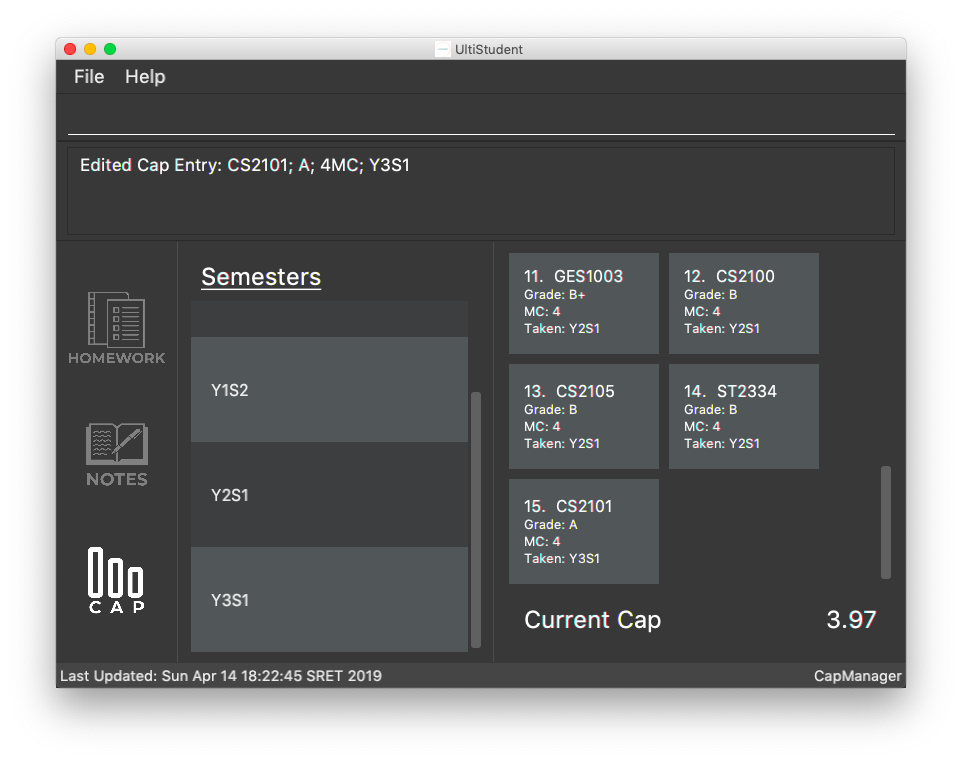 UltiStudent
File Help
Edited Cap Entry: CS2101; A; 4MC; Y3S1
HOMEWORK
NOTES
CAP
Semesters
Y1S2
Y2S1
Y3S1
11. GES1003
Grade: B+
MC: 4
Taken: Y2S1
12. CS2100
Grade: B
MC: 4
Taken: Y2S1
13. CS2105
Grade: B
MC: 4
Taken: Y2S1
14. ST2334
Grade: B
MC: 4
Taken: Y2S1
15. CS2101
Grade: A
MC: 4
Taken: Y3S1
Current Cap 3.97
Last Updated: Sun Apr 14 18:22:45 SRET 2019 CapManager